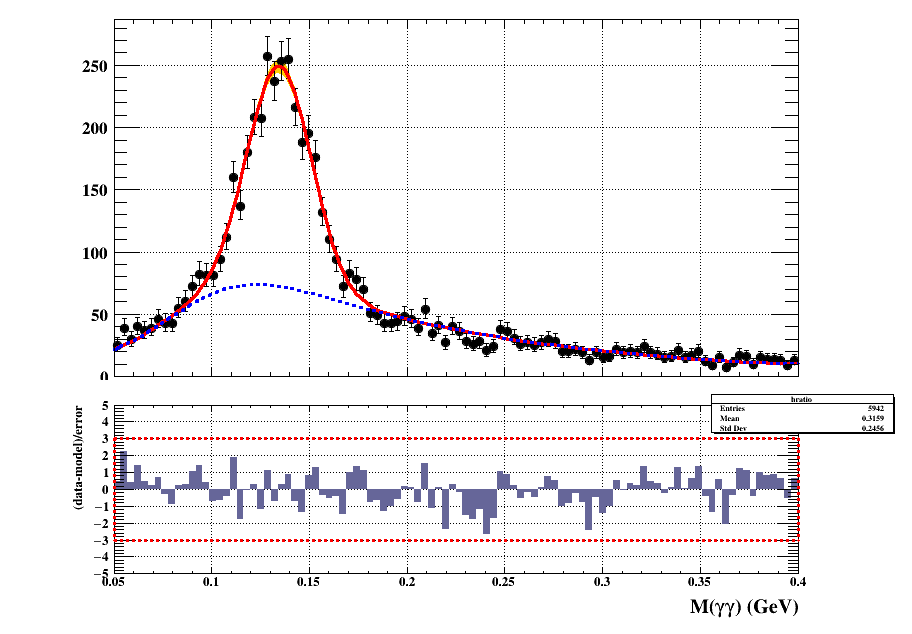 250
200
150
100
50
0
hratio
Entries 5942
Mean 0.3159
Std Dev 0.2456
(data-model)/error
5
4
3
2
1
0
−1
−2
−3
−4
−5
0.05 0.1 0.15 0.2 0.25 0.3 0.35 0.4
M(γγ) (GeV)